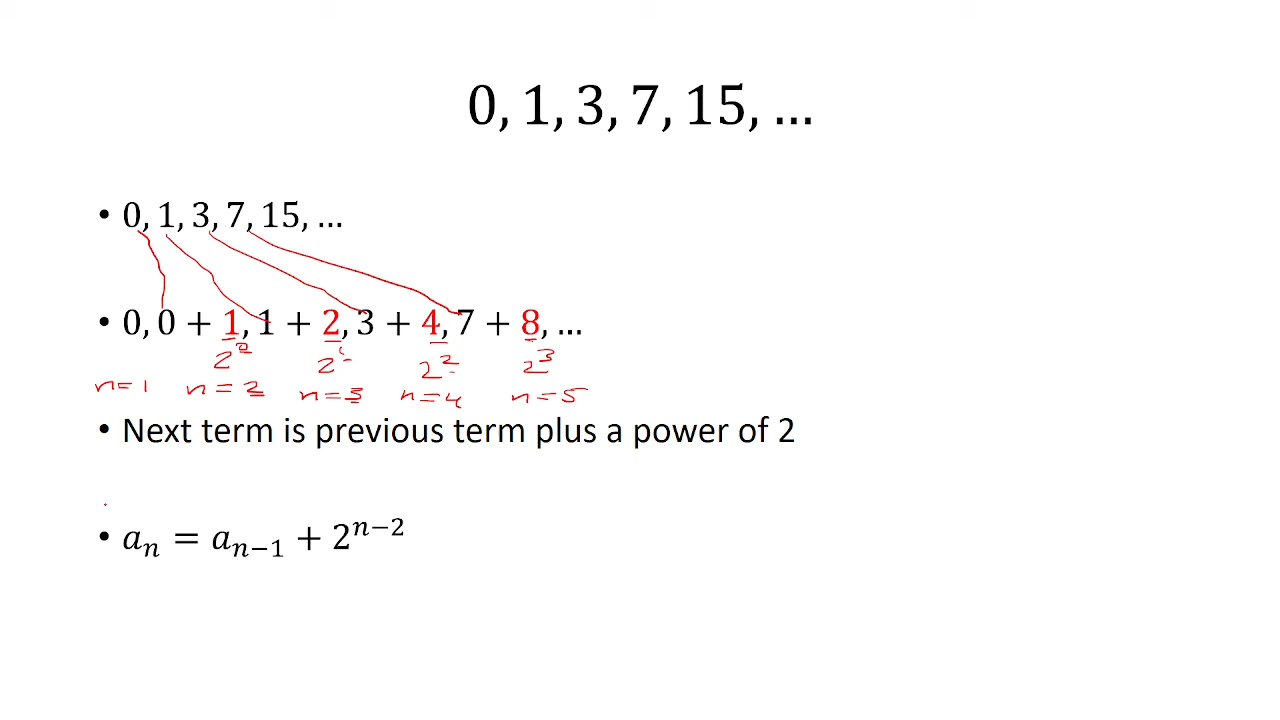 0, 1, 3, 7, 15, …
• 0, 1, 3, 7, 15, …
• 0, 0 + 1, 1 + 2, 3 + 4, 7 + 8, …
2⁰ 2¹ 2² 2³
n=1 n=2 n=3 n=4 n=5
• Next term is previous term plus a power of 2
• aₙ = aₙ₋₁ + 2ⁿ⁻²